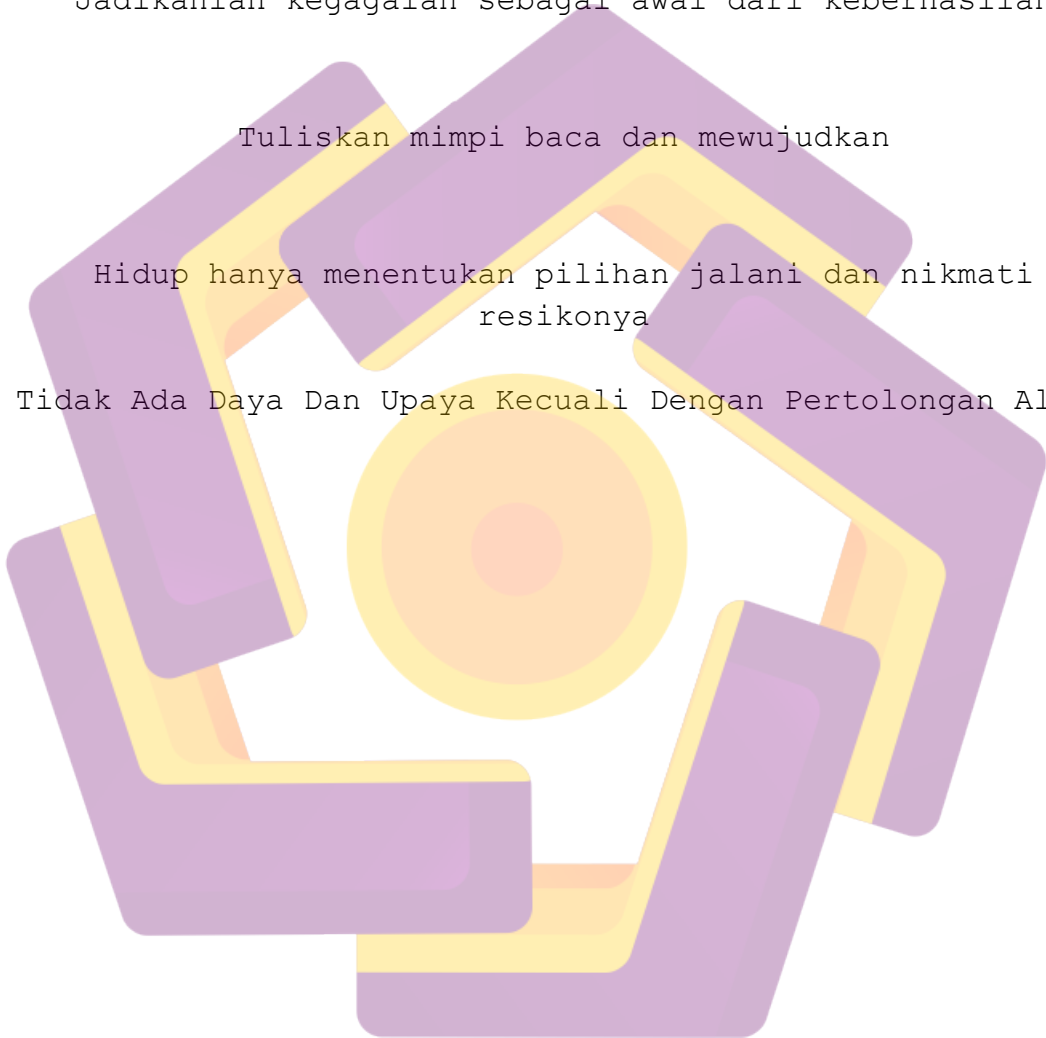 Jadikanlah kegagalan sebagai awal dari keberhasilan
Tuliskan mimpi baca dan mewujudkan
Hidup hanya menentukan pilihan jalani dan nikmati
resikonya
Tidak Ada Daya Dan Upaya Kecuali Dengan Pertolongan